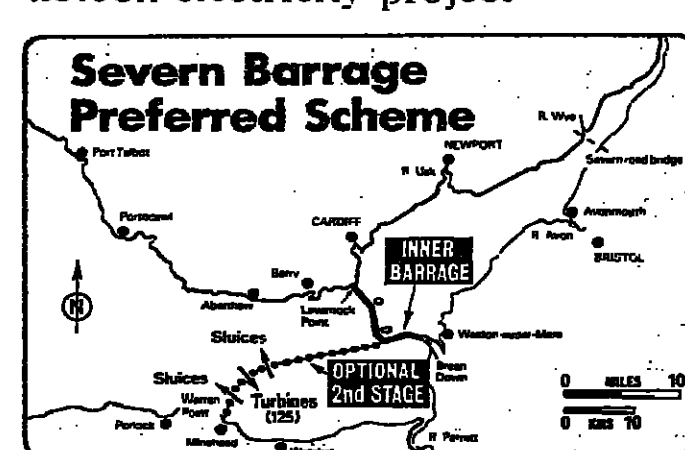 electricity project
Severn Barrage
Preferred Scheme
R. Wye
Port Talbot
NEWPORT
R Usk
Severn road bridge
Porthcawl
CARDIFF
Avonmouth
R Avon
BRISTOL
INNER
BARRAGE
Barry
Aberthaw
Lavernock
Point
N
Weston-super-Mare
Sluices
Brean
Down
OPTIONAL
2nd STAGE
Sluices
Warren
Point
Turbines
(125)
0 MILES 10
0 KMS 10
Porlock
Minehead
R Parrett